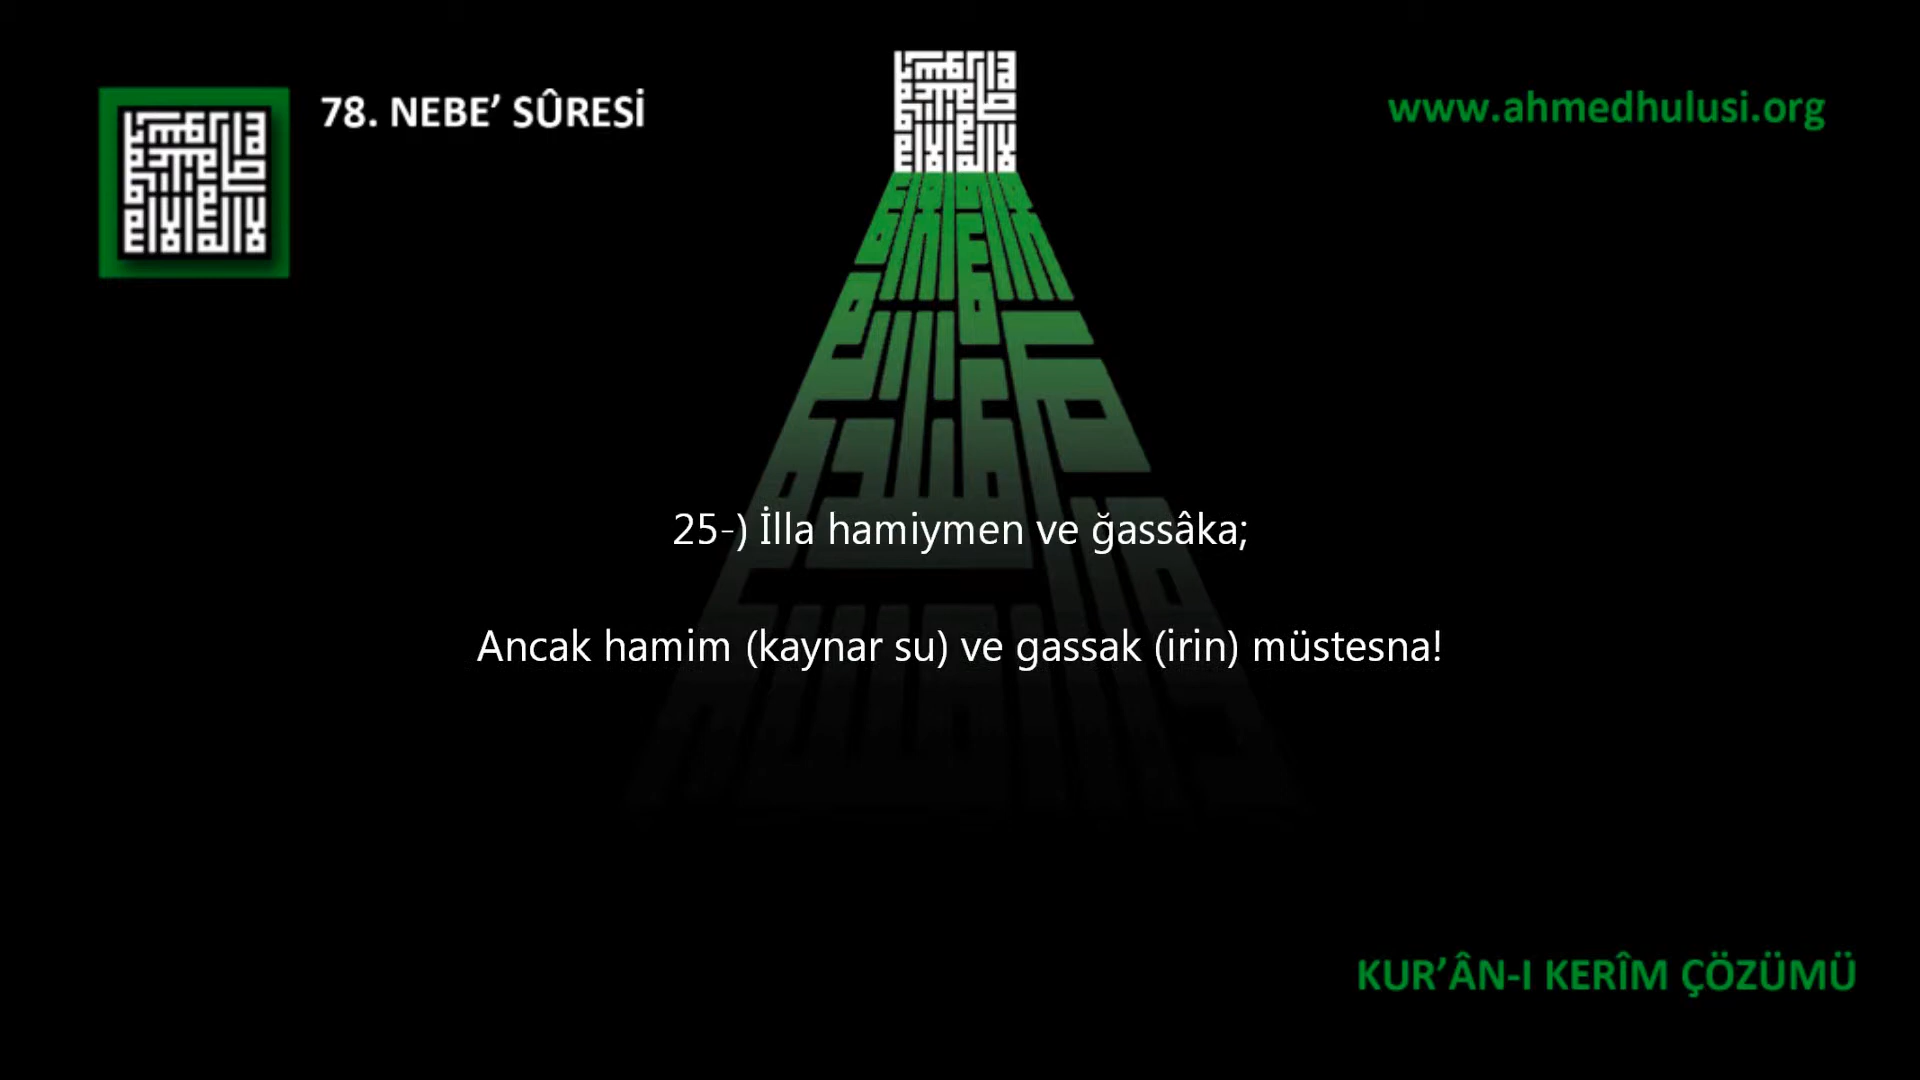 78. NEBE’ SÛRESİ
www.ahmedhulusi.org
25-) İlla hamiymen ve ğassâka;
Ancak hamim (kaynar su) ve gassak (irin) müstesna!
KUR’ÂN-I KERÎM ÇÖZÜMÜ